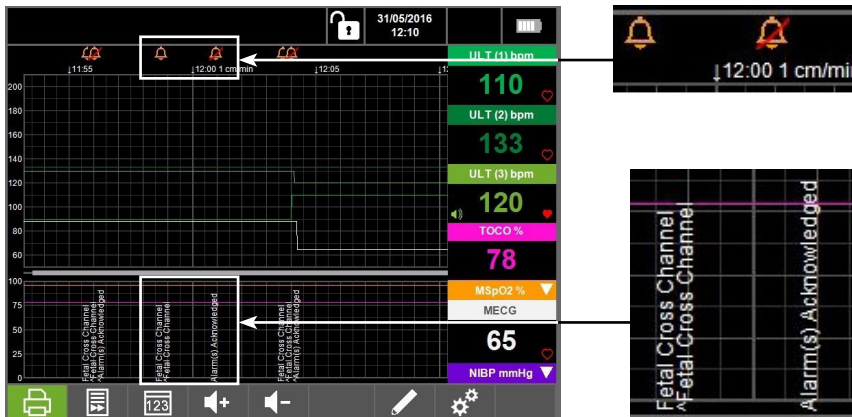 31/05/2016
12:10
↓11:55
↓12:00 1 cm/min
↓12:05
↓1
200
180
160
140
120
100
80
60
100
75
50
25
0
Fetal Cross Channel
^Fetal Cross Channel
^Alarm(s) Acknowledged
Fetal Cross Channel
^Fetal Cross Channel
Alarm(s) Acknowledged
Fetal Cross Channel
^Fetal Cross Channel
^Alarm(s) Acknowledged
ULT (1) bpm
110
ULT (2) bpm
133
ULT (3) bpm
120
TOCO %
78
MSpO2 %
MECG
65
NIBP mmHg
123
↓12:00 1 cm/min
Fetal Cross Channel
^Fetal Cross Channel
Alarm(s) Acknowledged